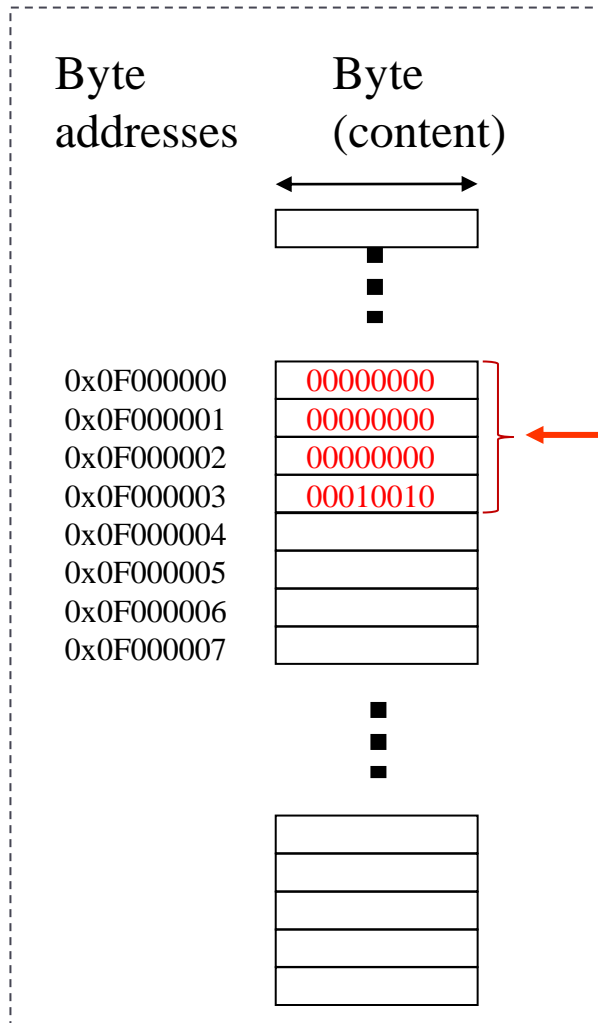 Byte addresses
Byte (content)
0x0F000000 00000000
0x0F000001 00000000
0x0F000002 00000000
0x0F000003 00010010
0x0F000004
0x0F000005
0x0F000006
0x0F000007